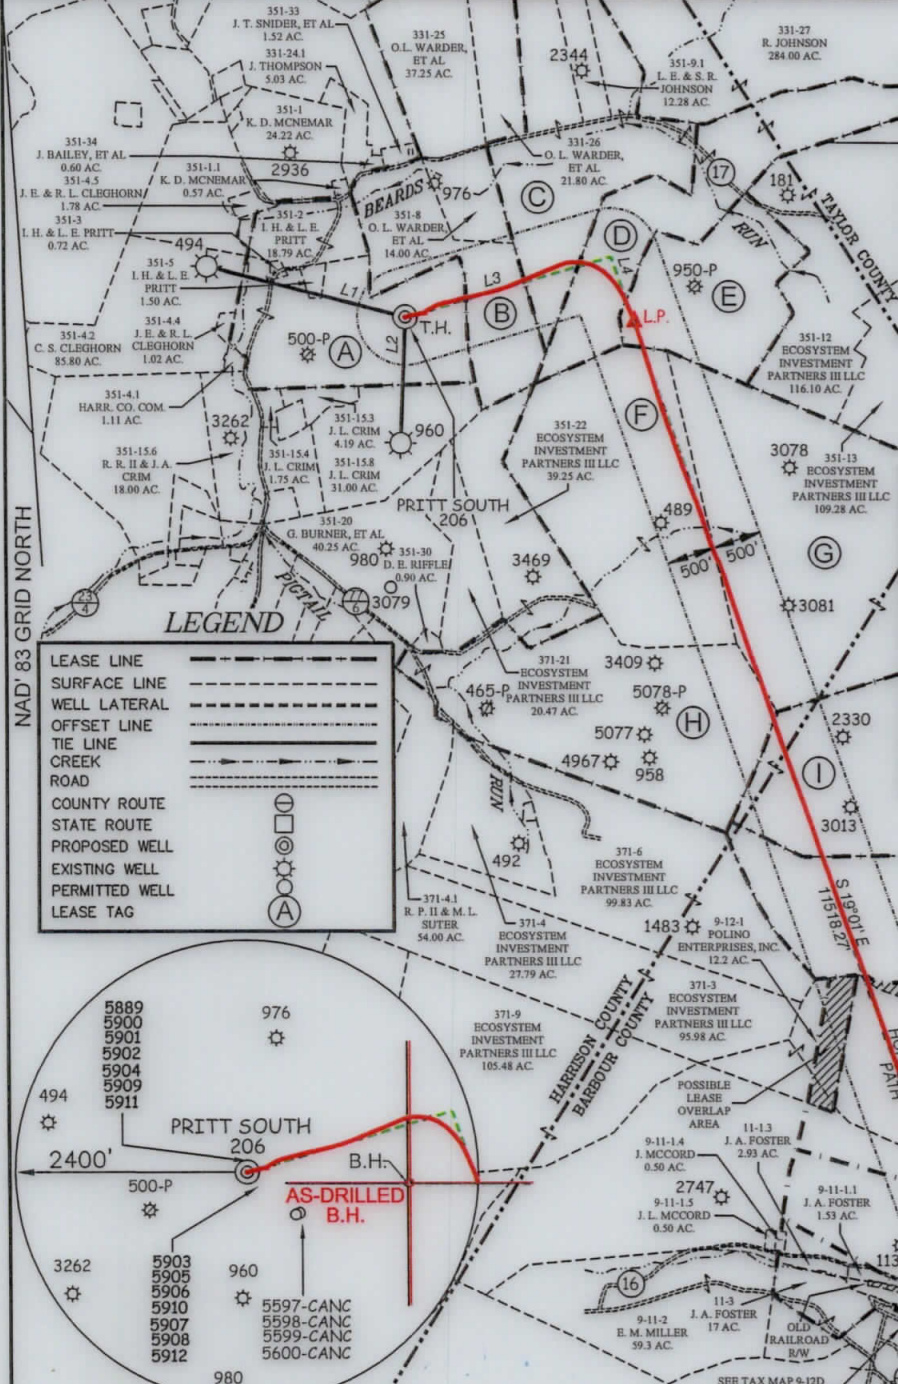 351-33
J. T. SNIDER, ET AL
1.52 AC.
331-24.1
J. THOMPSON
5.03 AC.
331-25
O.L. WARDER,
ET AL
37.25 AC.
2344
351-9.1
L. E. & S. R.
JOHNSON
12.28 AC.
331-27
R. JOHNSON
284.00 AC.
351-1
K. D. MCNEMAR
24.22 AC.
2936
351-34
J. BAILEY, ET AL
0.60 AC.
351-1.1
K. D. MCNEMAR
0.57 AC.
351-4.5
J. E. & R. L. CLEGHORN
1.78 AC.
351-3
I. H. & L. E. PRITT
0.72 AC.
BEARDS
976
331-26
O. L. WARDER,
ET AL
21.80 AC.
C
17
181
RUN
TAYLOR COUNTY
351-2
I. H. & L. E.
PRITT
18.79 AC.
351-8
O. L. WARDER,
ET AL
14.00 AC.
494
351-5
I. H. & L. E.
PRITT
1.50 AC.
L1
L2
L3
L4
D
B
E
950-P
T.H.
L.P.
351-4.2
C. S. CLEGHORN
85.80 AC.
351-4.4
J. E. & R. L.
CLEGHORN
1.02 AC.
500-P
A
351-12
ECOSYSTEM
INVESTMENT
PARTNERS III LLC
116.10 AC.
351-4.1
HARR. CO. COM.
1.11 AC.
3262
351-15.3
J. L. CRIM
4.19 AC.
960
351-22
ECOSYSTEM
INVESTMENT
PARTNERS III LLC
39.25 AC.
F
3078
351-13
ECOSYSTEM
INVESTMENT
PARTNERS III LLC
109.28 AC.
351-15.6
R. R. II & J. A.
CRIM
18.00 AC.
351-15.4
J. L. CRIM
1.75 AC.
351-15.8
J. L. CRIM
31.00 AC.
PRITT SOUTH
206
489
500'
500'
G
351-20
G. BURNER, ET AL
40.25 AC.
980
351-30
D. E. RIFFLE
0.90 AC.
3469
NAD' 83 GRID NORTH
23
4
PIGTAIL
77
6
3079
3081
LEGEND
LEASE LINE
SURFACE LINE
WELL LATERAL
OFFSET LINE
TIE LINE
CREEK
ROAD
COUNTY ROUTE
STATE ROUTE
PROPOSED WELL
EXISTING WELL
PERMITTED WELL
LEASE TAG
A
371-21
ECOSYSTEM
INVESTMENT
PARTNERS III LLC
20.47 AC.
465-P
3409
5078-P
H
5077
4967
958
2330
I
3013
RUN
492
371-6
ECOSYSTEM
INVESTMENT
PARTNERS III LLC
99.83 AC.
S 19°01' E
11518.27'
371-4.1
R. P. II & M. L.
SUTER
54.00 AC.
371-4
ECOSYSTEM
INVESTMENT
PARTNERS III LLC
27.79 AC.
1483
9-12-1
POLINO
ENTERPRISES, INC.
12.2 AC.
371-3
ECOSYSTEM
INVESTMENT
PARTNERS III LLC
95.98 AC.
PATH
371-9
ECOSYSTEM
INVESTMENT
PARTNERS III LLC
105.48 AC.
HARRISON COUNTY
BARBOUR COUNTY
POSSIBLE
LEASE
OVERLAP
AREA
5889
5900
5901
5902
5904
5909
5911
976
494
PRITT SOUTH
206
2400'
B.H.
AS-DRILLED
B.H.
500-P
3262
960
5903
5905
5906
5910
5907
5908
5912
5597-CANC
5598-CANC
5599-CANC
5600-CANC
980
9-11-1.4
J. MCCORD
0.50 AC.
11-1.3
J. A. FOSTER
2.93 AC.
2747
9-11-1.5
J. L. MCCORD
0.50 AC.
9-11-1.1
J. A. FOSTER
1.53 AC.
113
16
9-11-2
E. M. MILLER
59.3 AC.
11-3
J. A. FOSTER
17 AC.
OLD
RAILROAD
R/W
SEE TAX MAP 9-12D